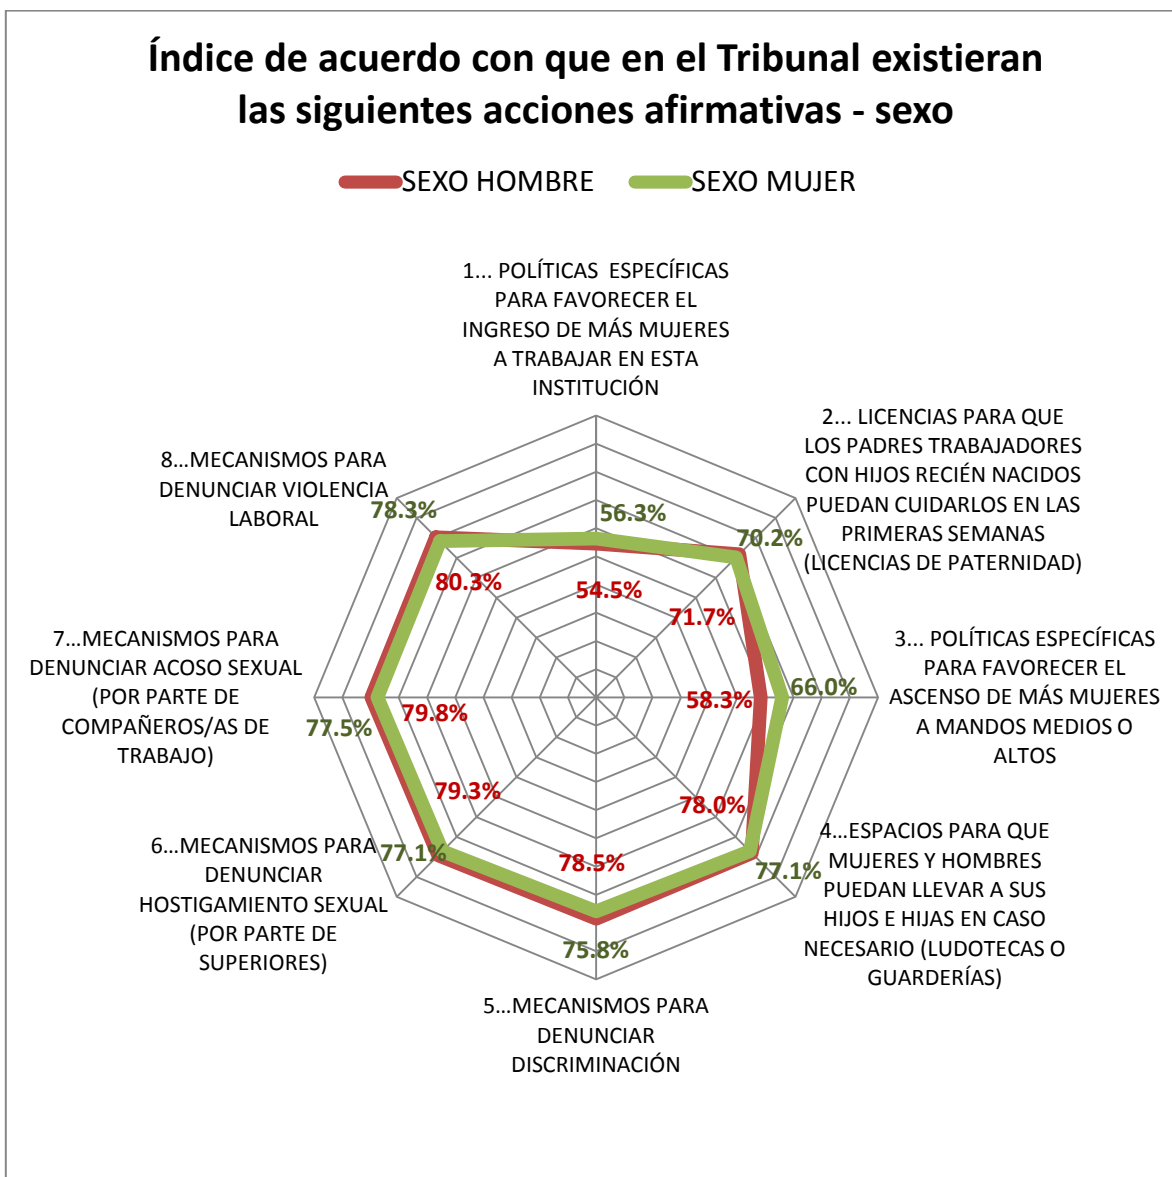 Índice de acuerdo con que en el Tribunal existieran
las siguientes acciones afirmativas - sexo
SEXO HOMBRE
SEXO MUJER
1... POLÍTICAS ESPECÍFICAS
PARA FAVORECER EL
INGRESO DE MÁS MUJERES
A TRABAJAR EN ESTA
INSTITUCIÓN
56.3%
54.5%
2... LICENCIAS PARA QUE
LOS PADRES TRABAJADORES
CON HIJOS RECIÉN NACIDOS
PUEDAN CUIDARLOS EN LAS
PRIMERAS SEMANAS
(LICENCIAS DE PATERNIDAD)
70.2%
71.7%
3... POLÍTICAS ESPECÍFICAS
PARA FAVORECER EL
ASCENSO DE MÁS MUJERES
A MANDOS MEDIOS O
ALTOS
66.0%
58.3%
4...ESPACIOS PARA QUE
MUJERES Y HOMBRES
PUEDAN LLEVAR A SUS
HIJOS E HIJAS EN CASO
NECESARIO (LUDOTECAS O
GUARDERÍAS)
78.0%
77.1%
5...MECANISMOS PARA
DENUNCIAR
DISCRIMINACIÓN
78.5%
75.8%
6...MECANISMOS PARA
DENUNCIAR
HOSTIGAMIENTO SEXUAL
(POR PARTE DE
SUPERIORES)
79.3%
77.1%
7...MECANISMOS PARA
DENUNCIAR ACOSO SEXUAL
(POR PARTE DE
COMPAÑEROS/AS DE
TRABAJO)
79.8%
77.5%
8...MECANISMOS PARA
DENUNCIAR VIOLENCIA
LABORAL
78.3%
80.3%